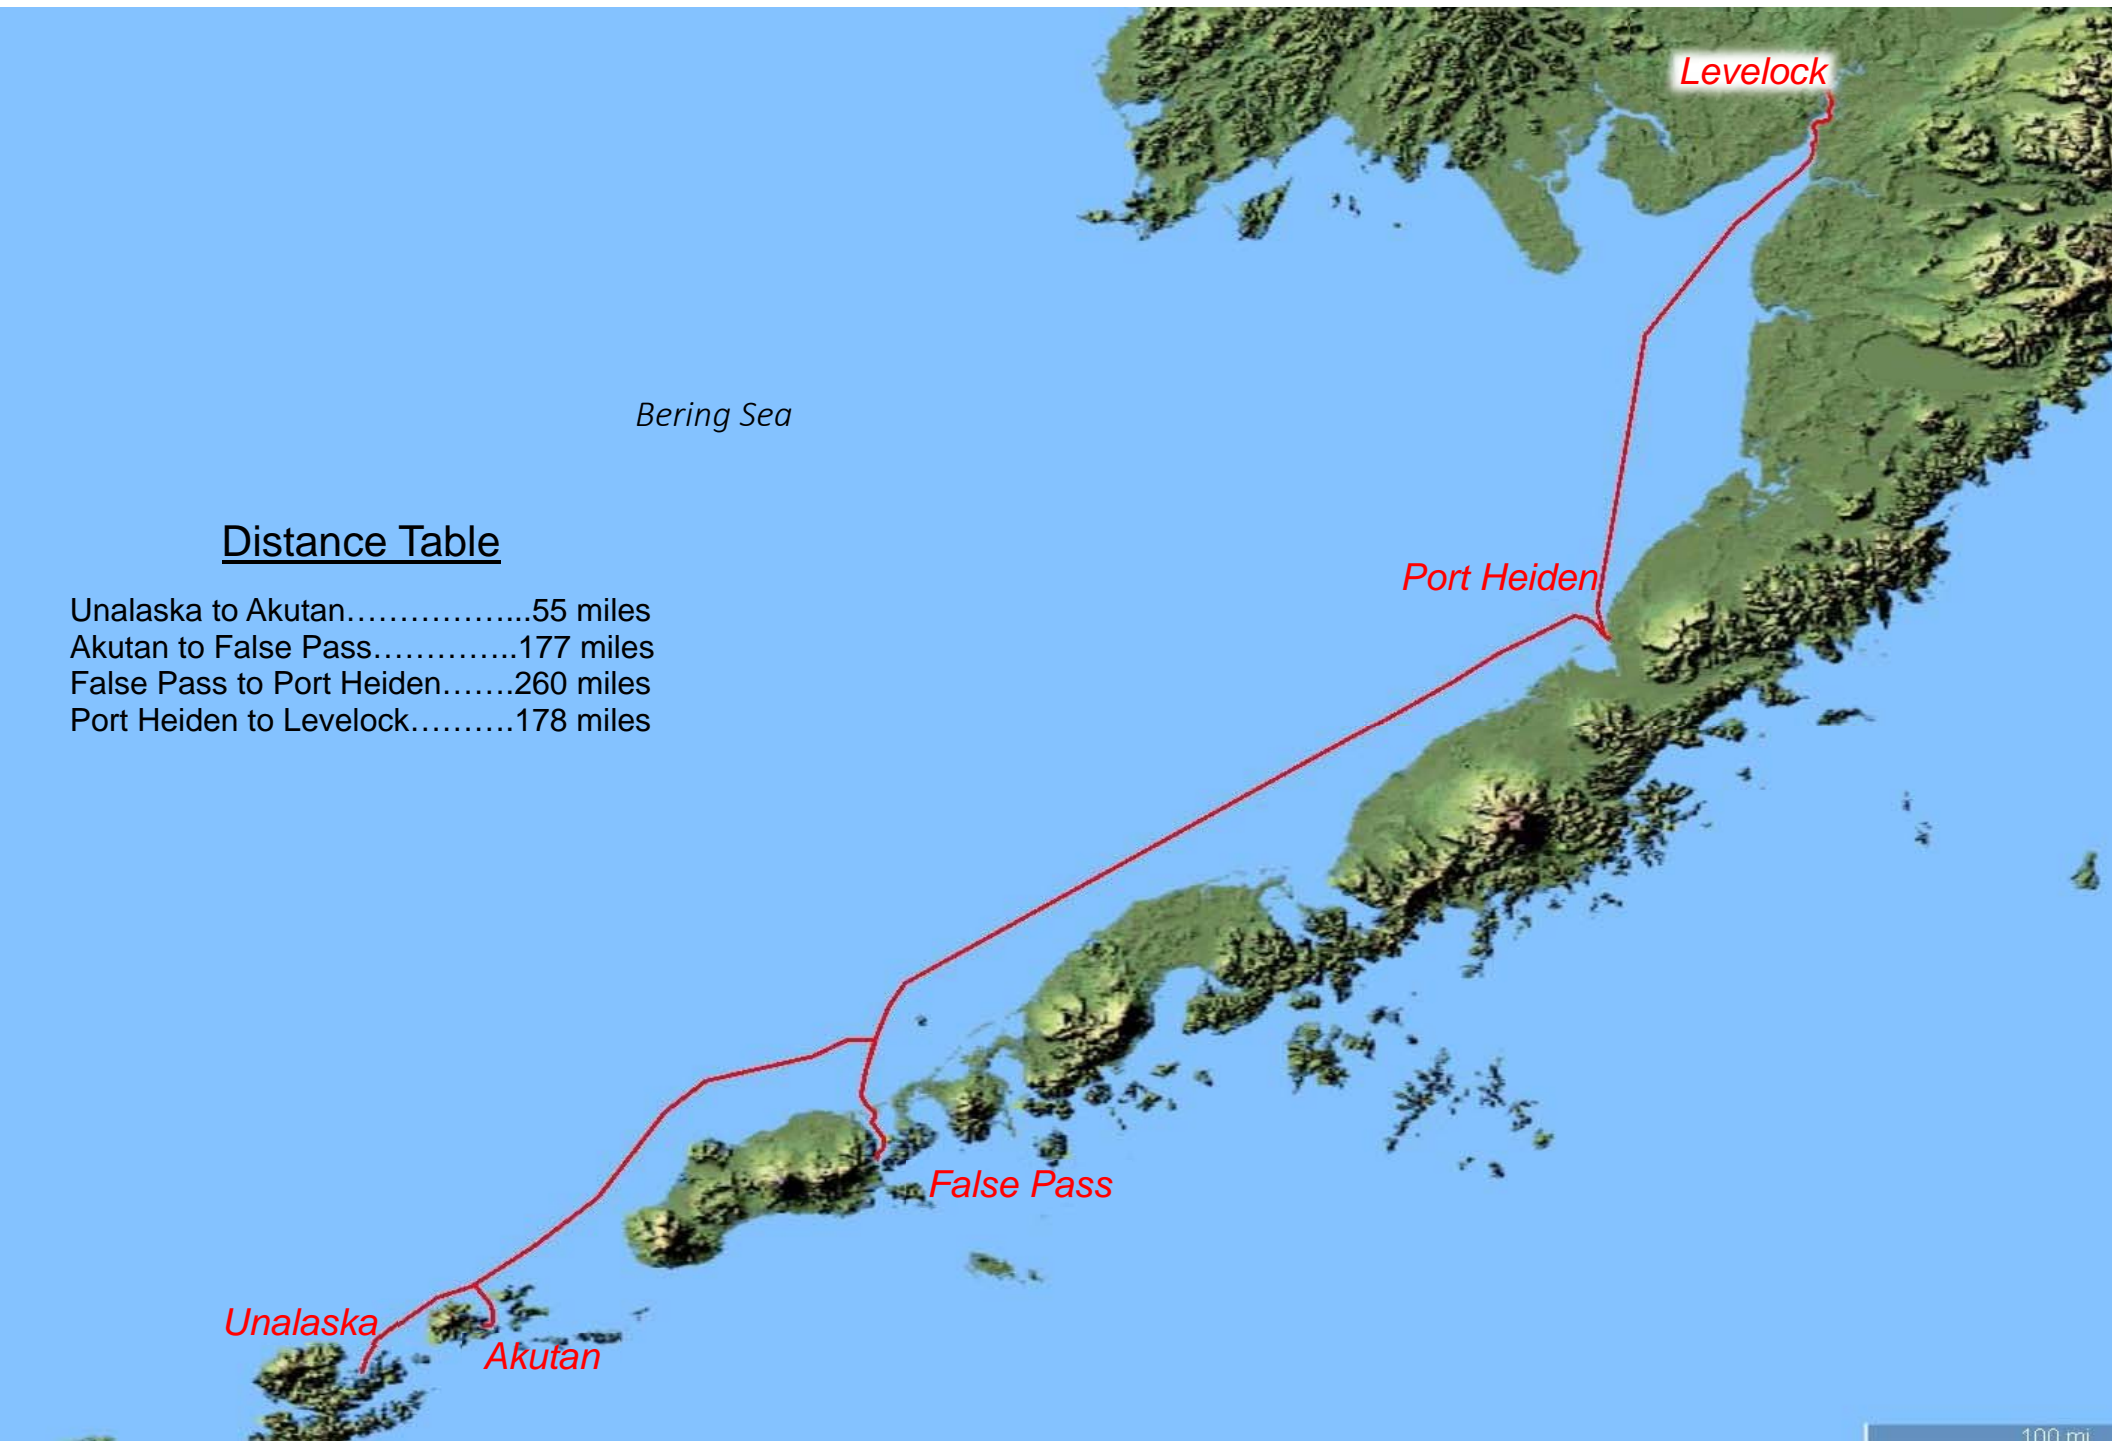 Levelock
Bering Sea
Distance Table
Port Heiden
Unalaska to Akutan………………...55 miles
Akutan to False Pass…………..177 miles
False Pass to Port Heiden…….260 miles
Port Heiden to Levelock……….178 miles
False Pass
Unalaska
Akutan
100 mi